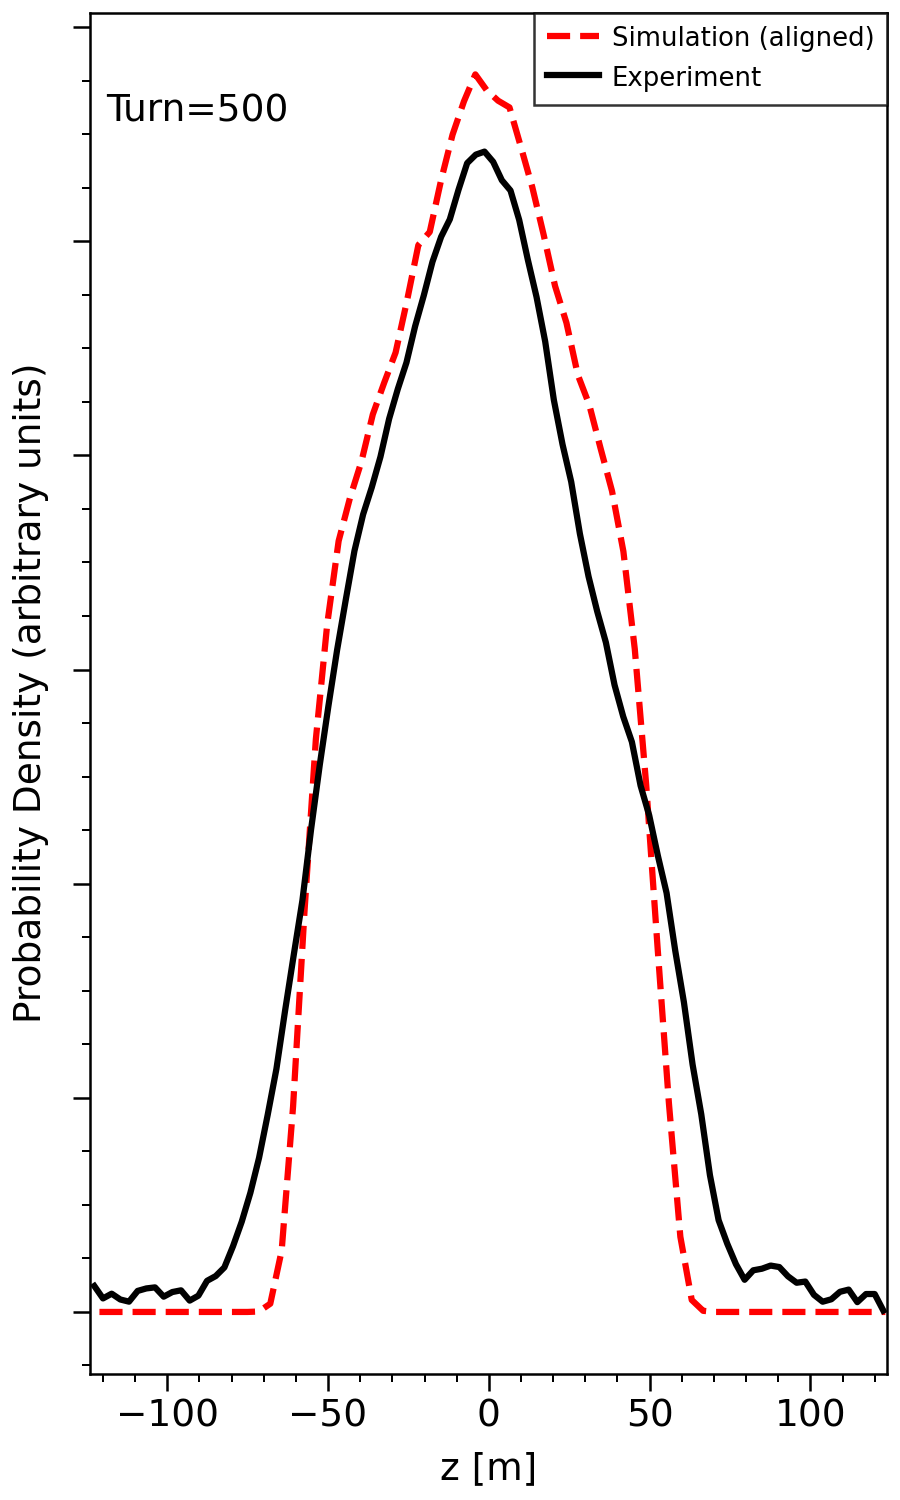 Simulation (aligned)
Experiment
Turn=500
Probability Density (arbitrary units)
−100 −50 0 50 100
z [m]